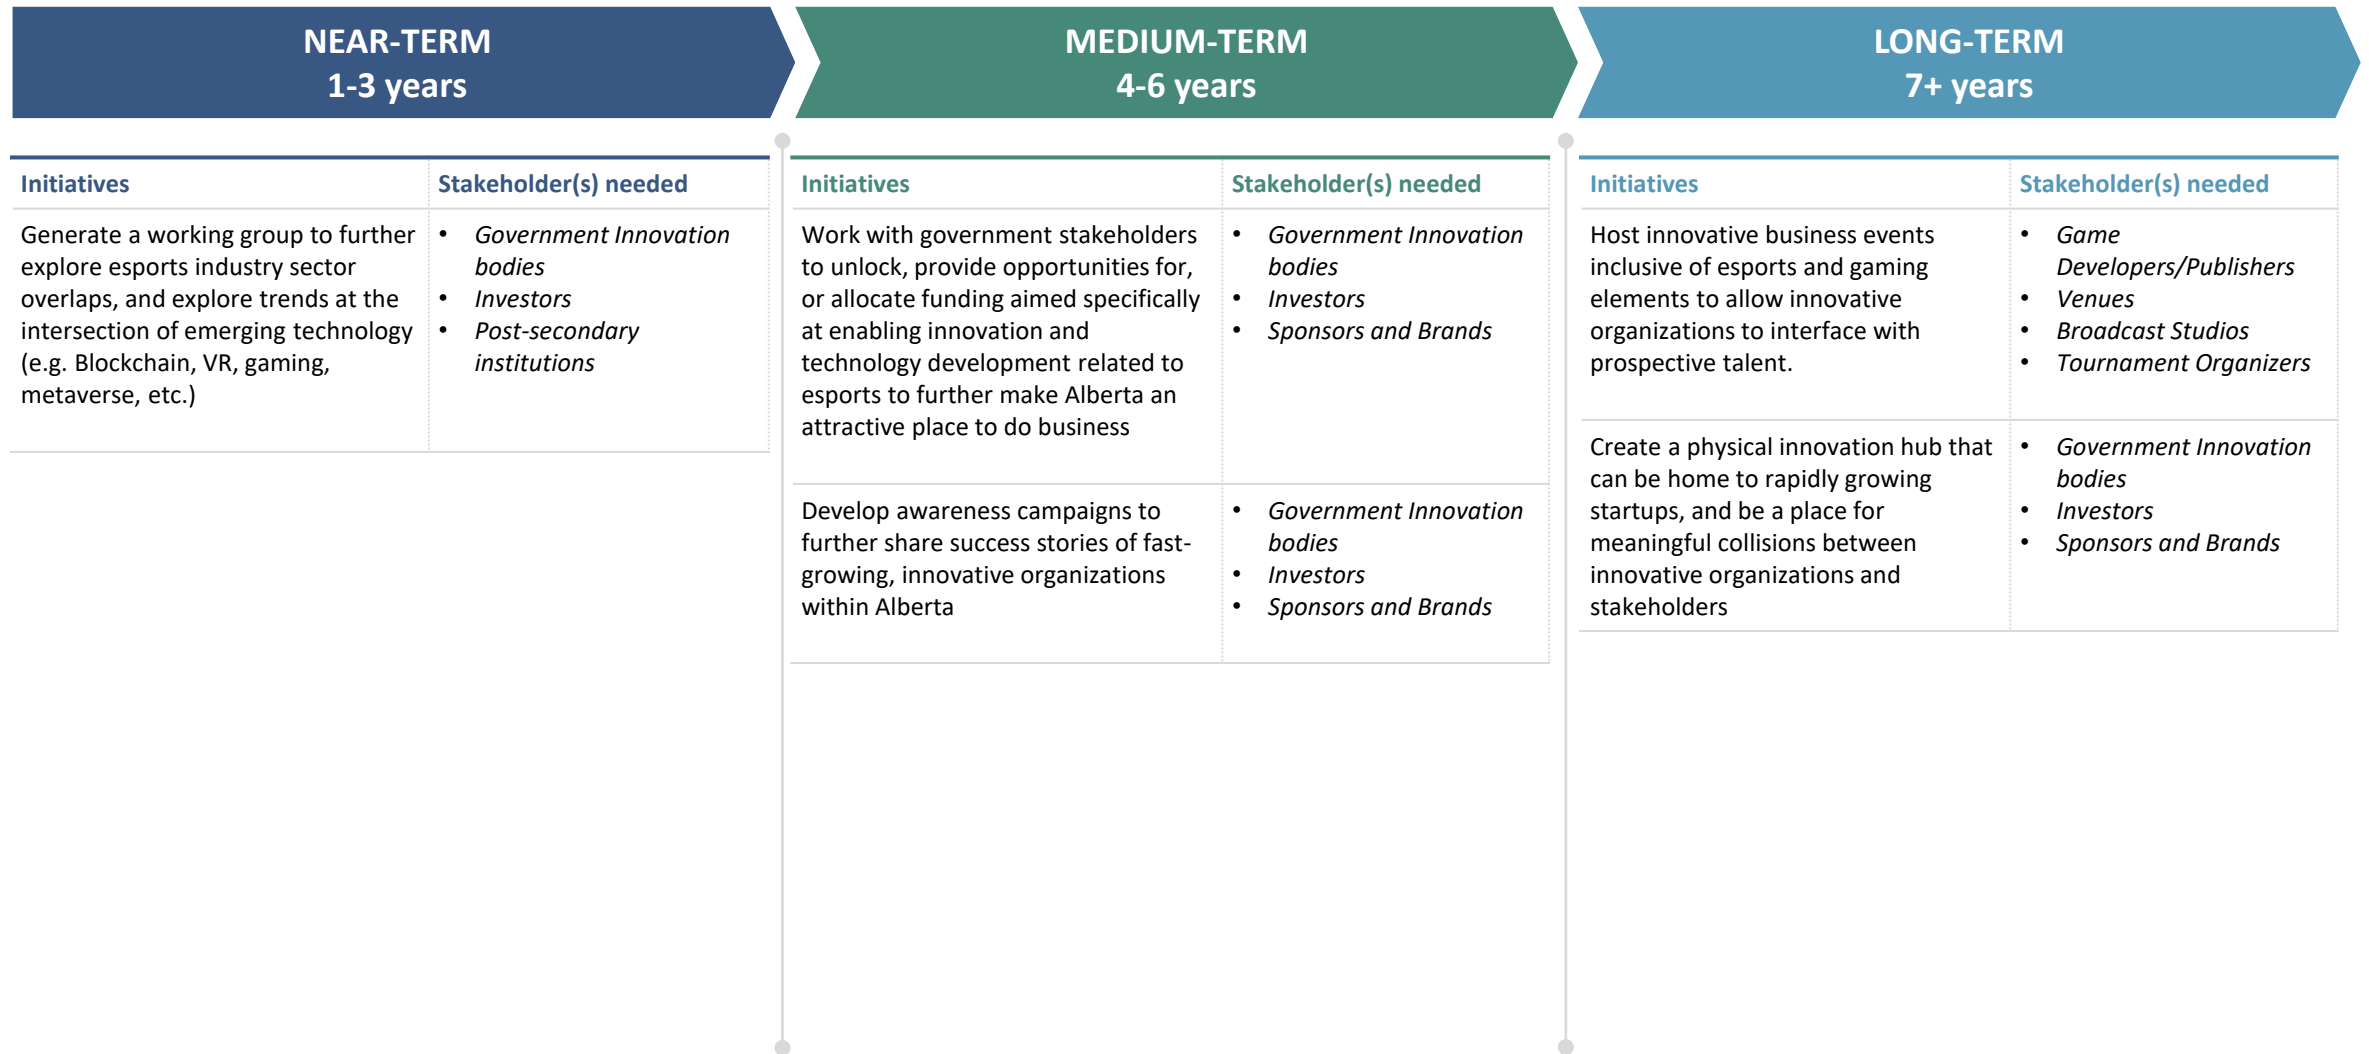 NEAR-TERM
1-3 years
MEDIUM-TERM
4-6 years
LONG-TERM
7+ years
Initiatives
Stakeholder(s) needed
Generate a working group to further
explore esports industry sector
overlaps, and explore trends at the
intersection of emerging technology
(e.g. Blockchain, VR, gaming,
metaverse, etc.)
• Government Innovation
bodies
• Investors
• Post-secondary
institutions
Initiatives
Stakeholder(s) needed
Work with government stakeholders
to unlock, provide opportunities for,
or allocate funding aimed specifically
at enabling innovation and
technology development related to
esports to further make Alberta an
attractive place to do business
• Government Innovation
bodies
• Investors
• Sponsors and Brands
Develop awareness campaigns to
further share success stories of fast-
growing, innovative organizations
within Alberta
• Government Innovation
bodies
• Investors
• Sponsors and Brands
Initiatives
Stakeholder(s) needed
Host innovative business events
inclusive of esports and gaming
elements to allow innovative
organizations to interface with
prospective talent.
• Game
Developers/Publishers
• Venues
• Broadcast Studios
• Tournament Organizers
Create a physical innovation hub that
can be home to rapidly growing
startups, and be a place for
meaningful collisions between
innovative organizations and
stakeholders
• Government Innovation
bodies
• Investors
• Sponsors and Brands